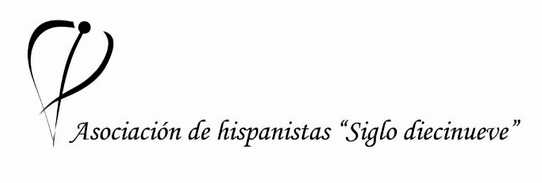 Asociación de hispanistas “Siglo diecinueve”